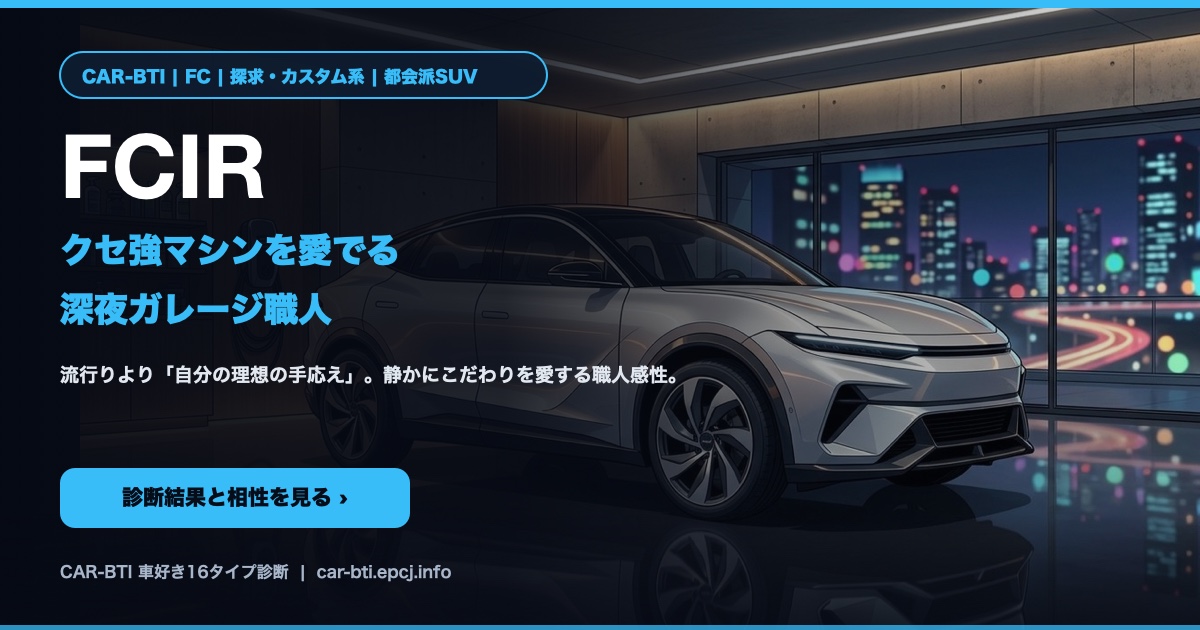 CAR-BTI | FC | 探求・カスタム系 | 都会派SUV
FCIR
クセ強マシンを愛でる
深夜ガレージ職人
流行りより「自分の理想の手応え」。静かにこだわりを愛する職人感性。
診断結果と相性を見る ›
CAR-BTI 車好き16タイプ診断 | car-bti.epcj.info